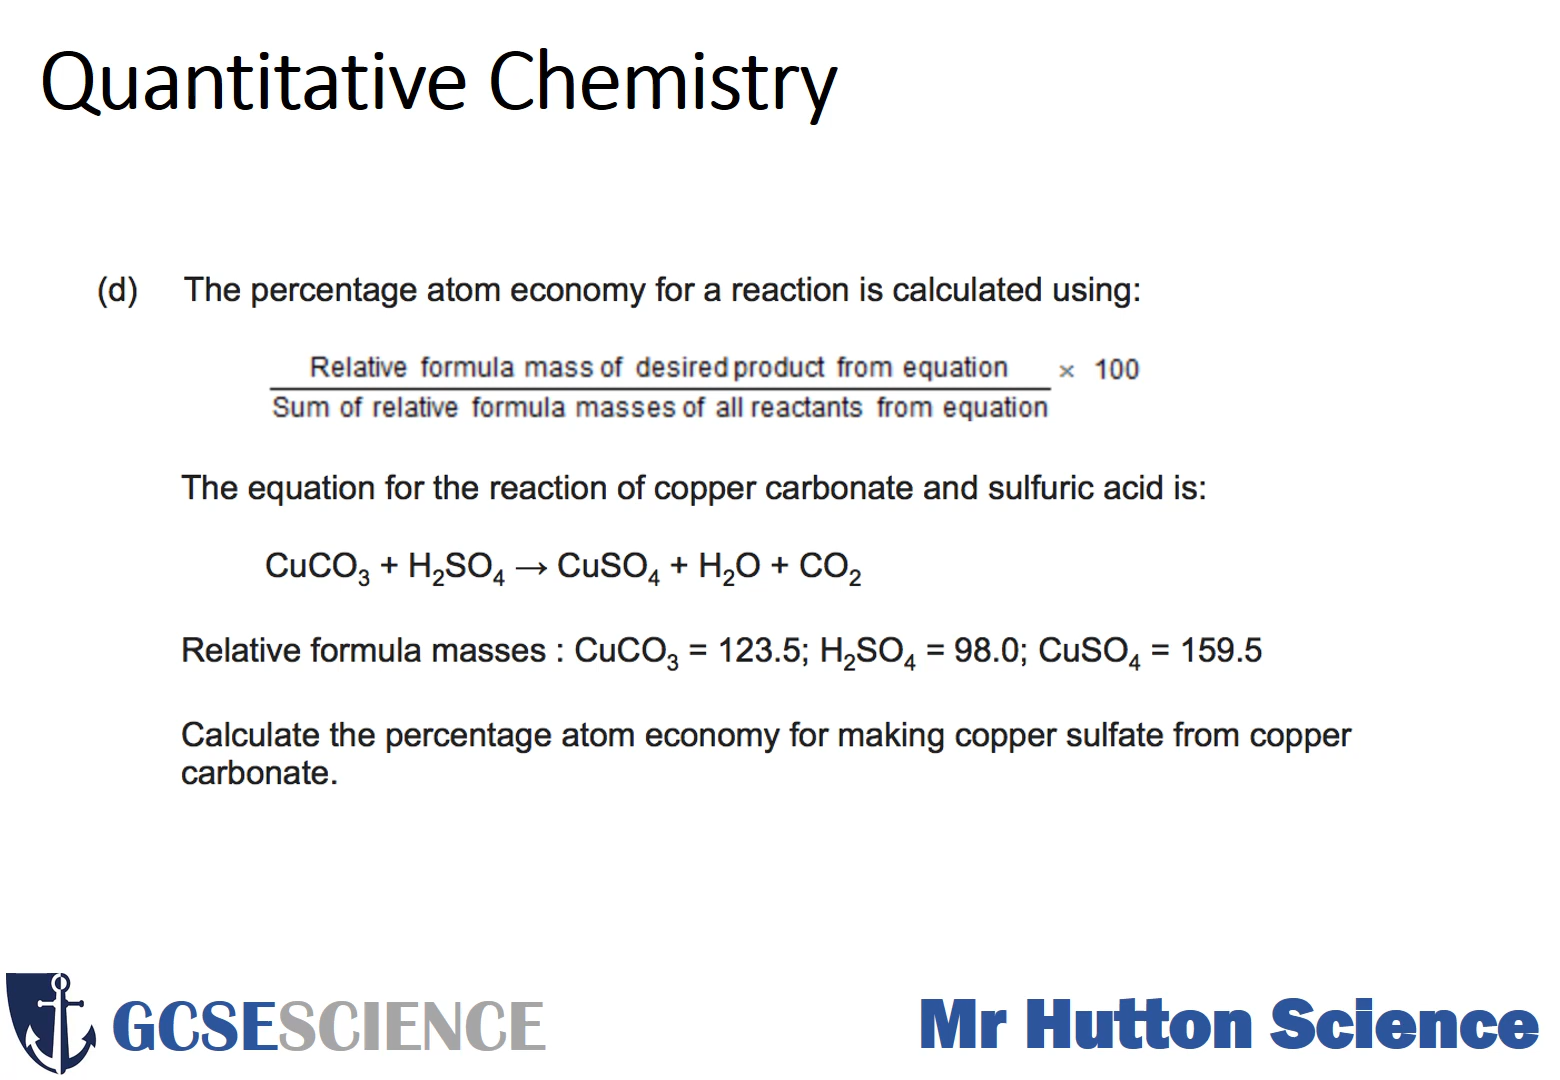 Quantitative Chemistry
(d) The percentage atom economy for a reaction is calculated using:
Relative formula mass of desired product from equation
× 100
Sum of relative formula masses of all reactants from equation
The equation for the reaction of copper carbonate and sulfuric acid is:
CuCO₃ + H₂SO₄ → CuSO₄ + H₂O + CO₂
Relative formula masses : CuCO₃ = 123.5; H₂SO₄ = 98.0; CuSO₄ = 159.5
Calculate the percentage atom economy for making copper sulfate from copper
carbonate.
GCSESCIENCE
Mr Hutton Science